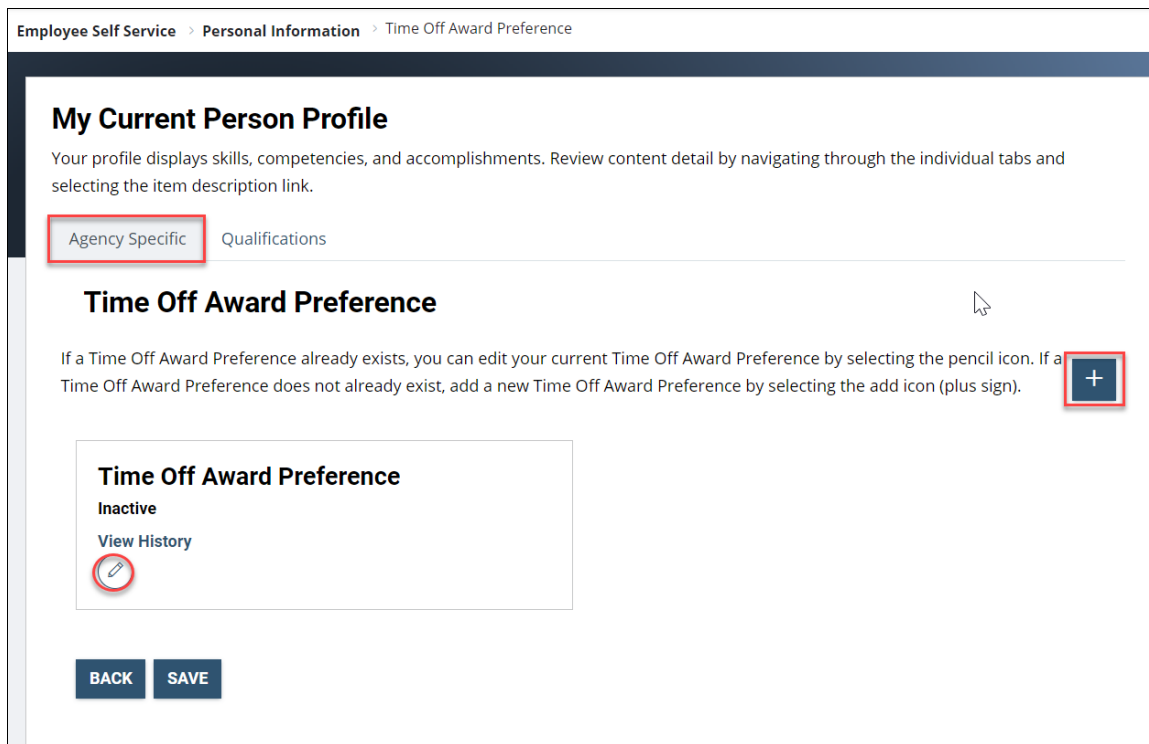 Employee Self Service > Personal Information > Time Off Award Preference
My Current Person Profile
Your profile displays skills, competencies, and accomplishments. Review content detail by navigating through the individual tabs and
selecting the item description link.
Agency Specific Qualifications
Time Off Award Preference
If a Time Off Award Preference already exists, you can edit your current Time Off Award Preference by selecting the pencil icon. If a
Time Off Award Preference does not already exist, add a new Time Off Award Preference by selecting the add icon (plus sign).
+
Time Off Award Preference
Inactive
View History
BACK SAVE